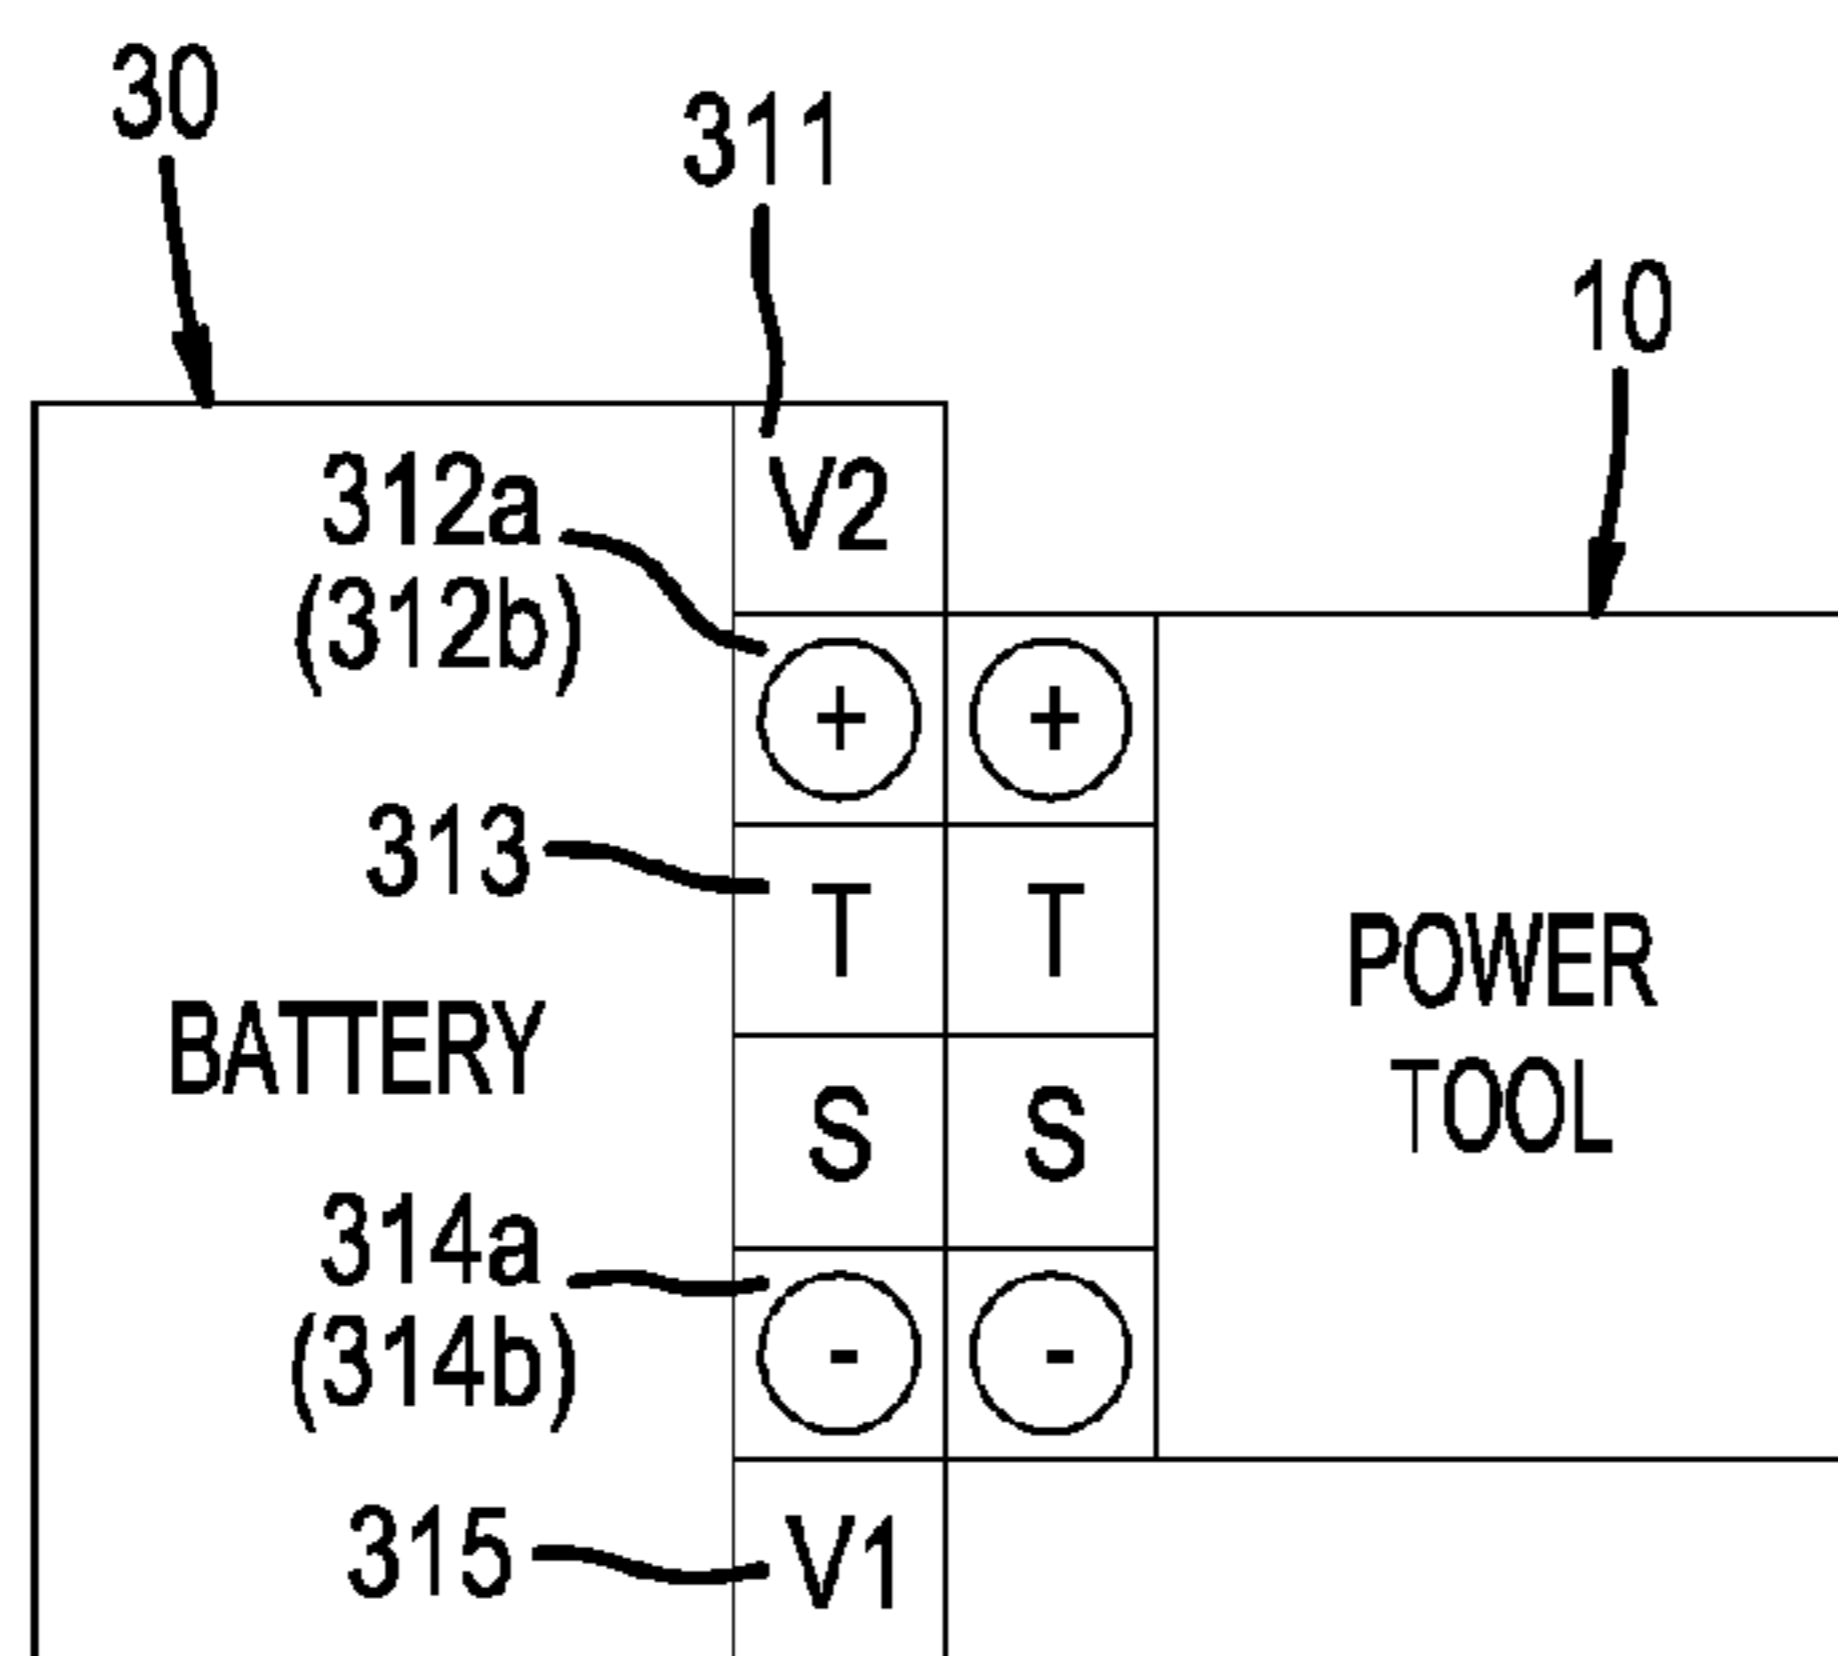 30
311
10
312a
(312b)
V2
+ +
313
T T
POWER
TOOL
BATTERY
S S
314a
(314b)
- -
315
V1